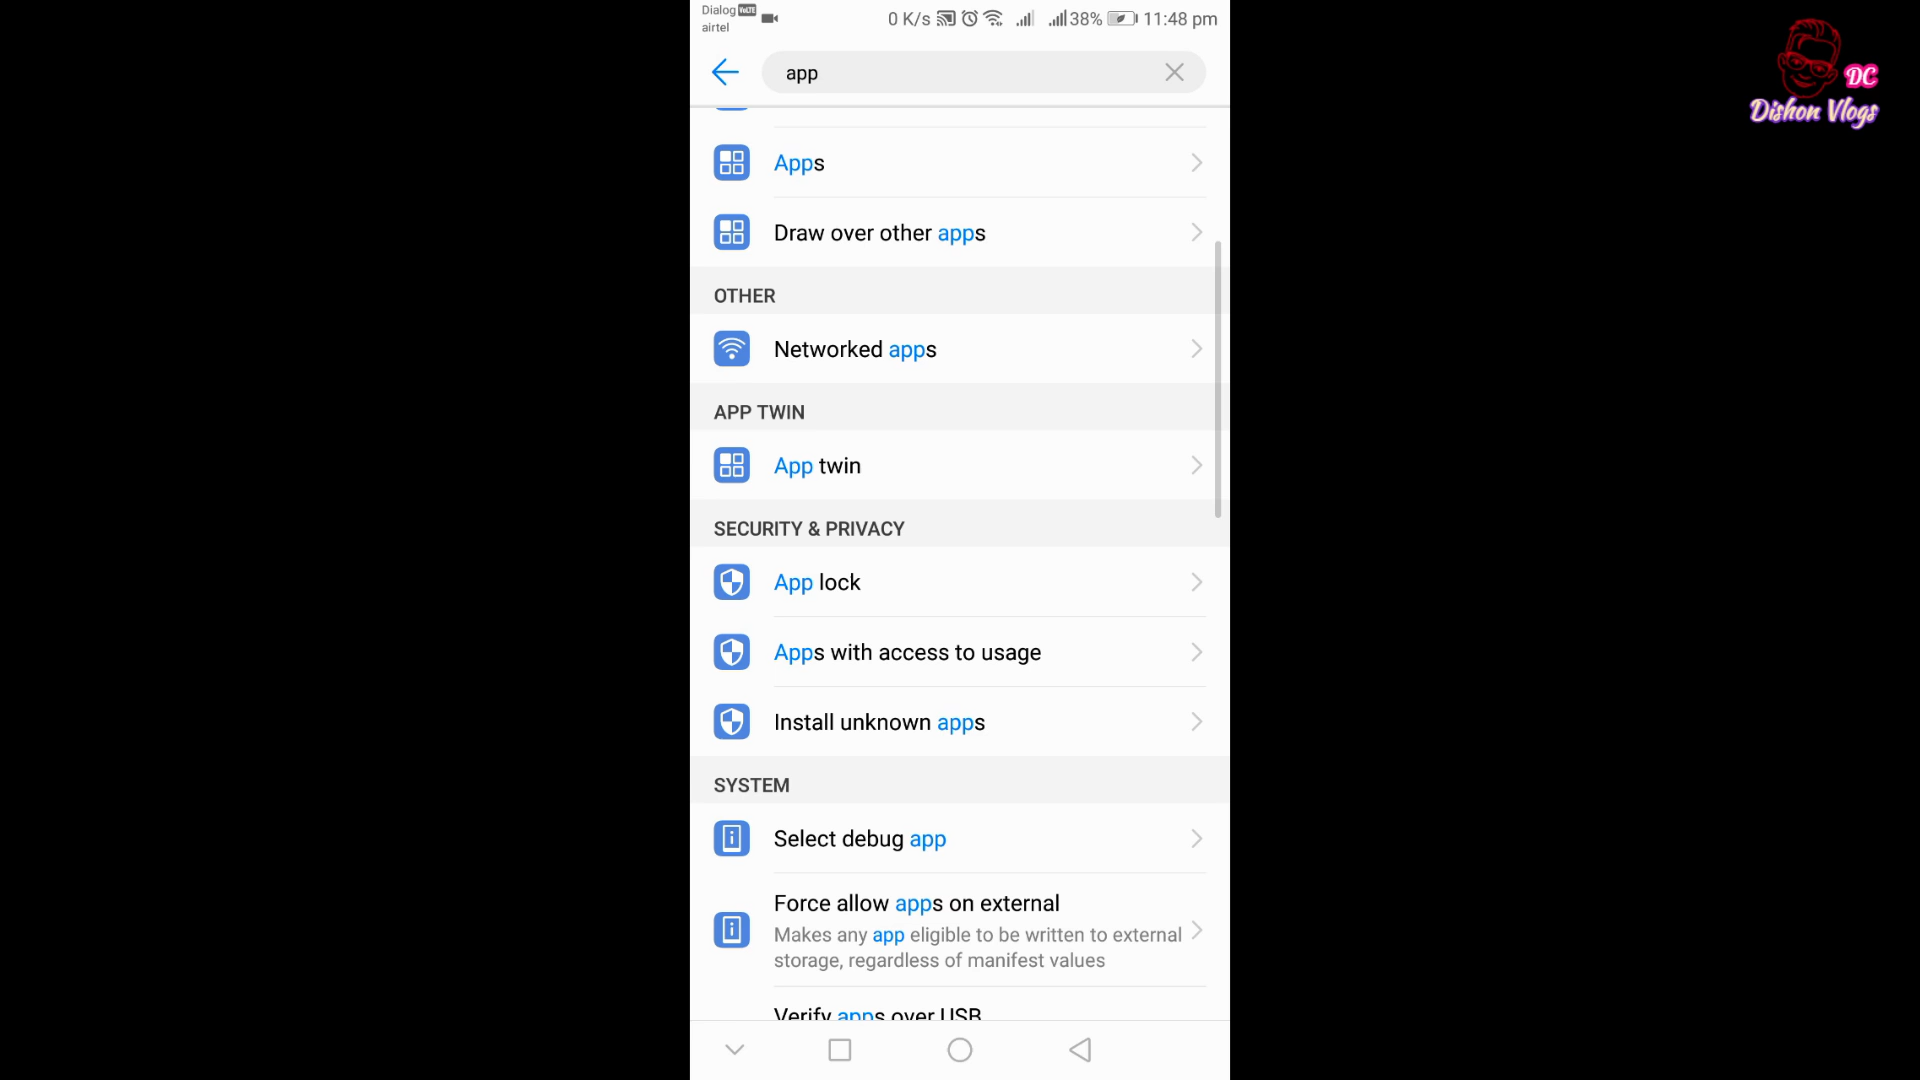 Dialog VoLTE
airtel
0 K/s 38% 11:48 pm
app
DC
Dishon Vlogs
Apps
Draw over other apps
OTHER
Networked apps
APP TWIN
App twin
SECURITY & PRIVACY
App lock
Apps with access to usage
Install unknown apps
SYSTEM
Select debug app
Force allow apps on external
Makes any app eligible to be written to external
storage, regardless of manifest values
Verify apps over USB